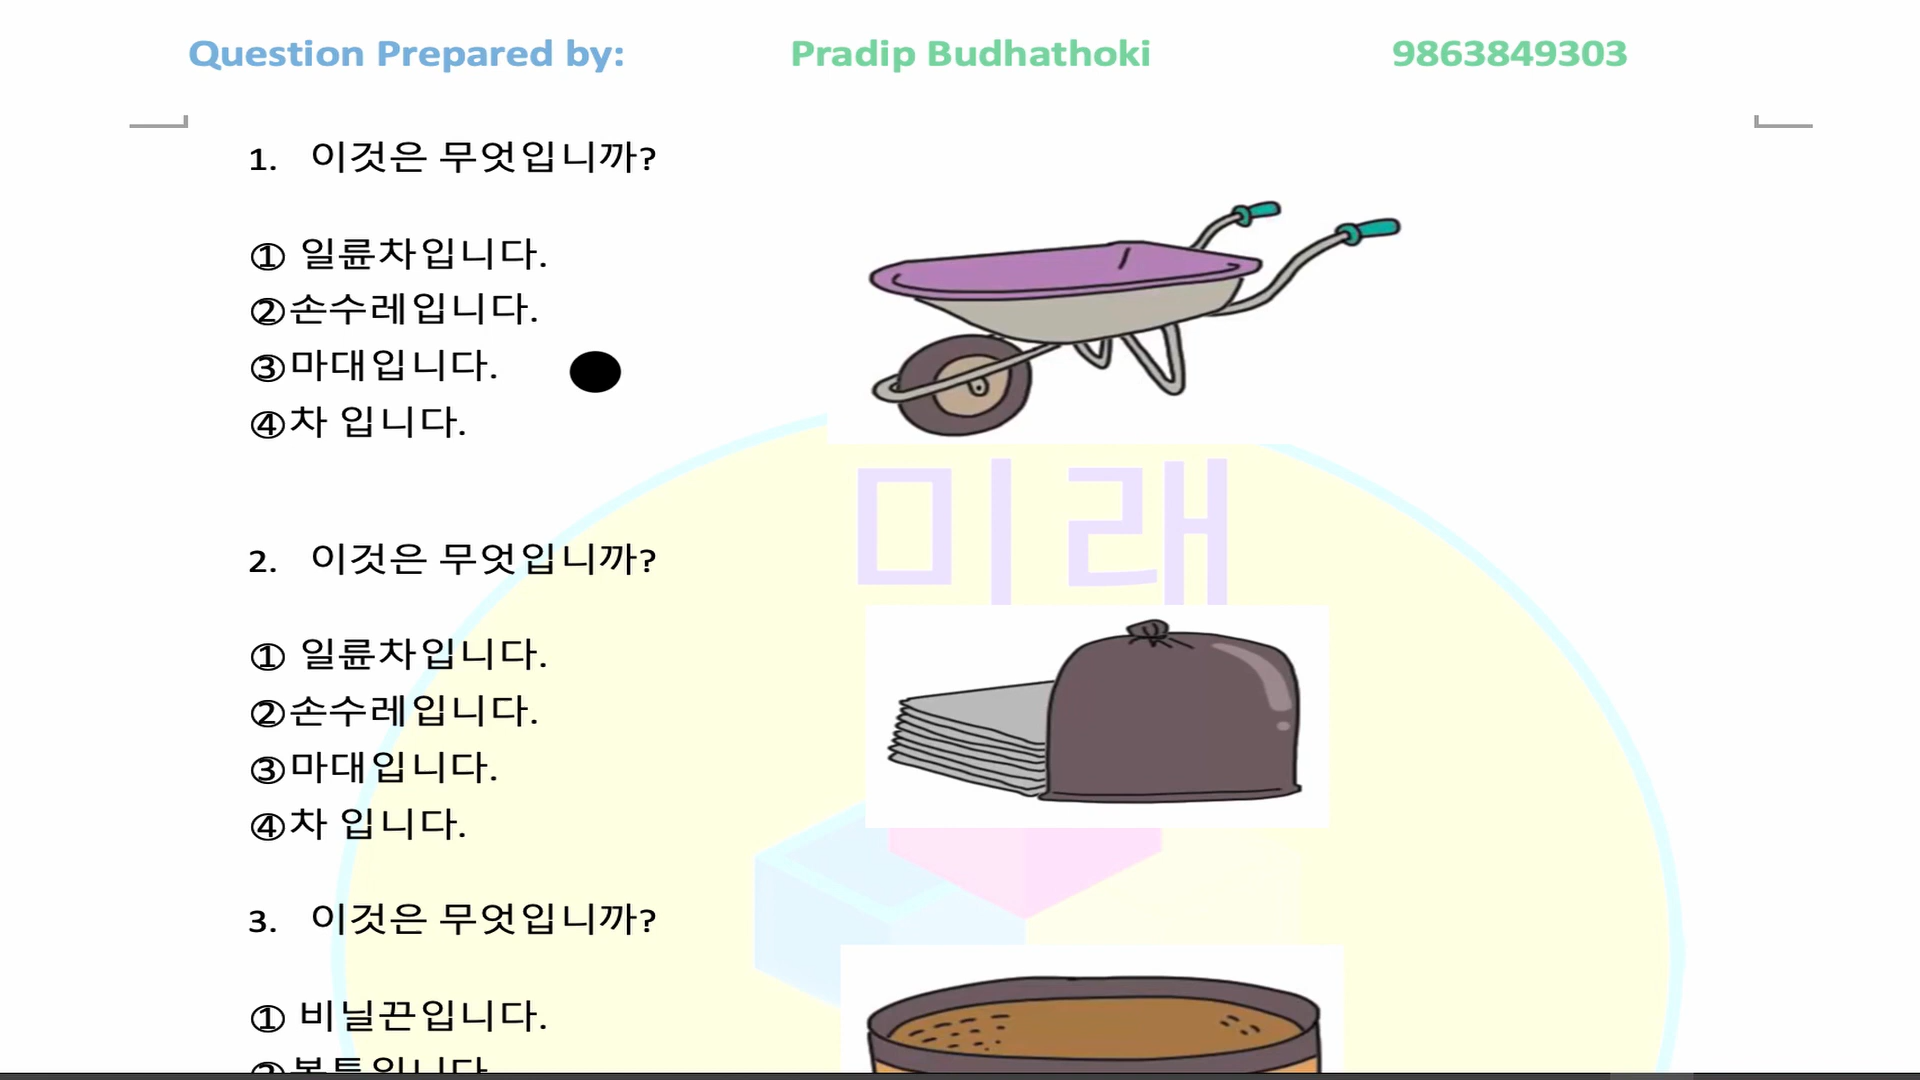 Question Prepared by: Pradip Budhathoki 9863849303
1. 이것은 무엇입니까?
① 일륜차입니다.
②손수레입니다.
③마대입니다.
④차 입니다.
미래
2. 이것은 무엇입니까?
① 일륜차입니다.
②손수레입니다.
③마대입니다.
④차 입니다.
3. 이것은 무엇입니까?
① 비닐끈입니다.